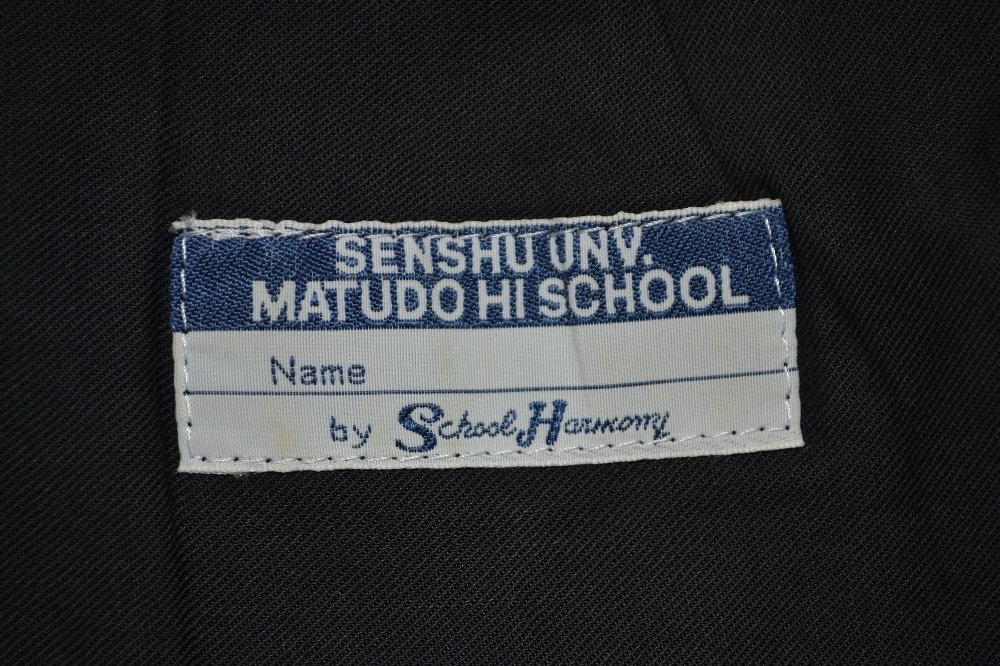 SENSHU UNV.
MATUDO HI SCHOOL
Name
by School Harmony